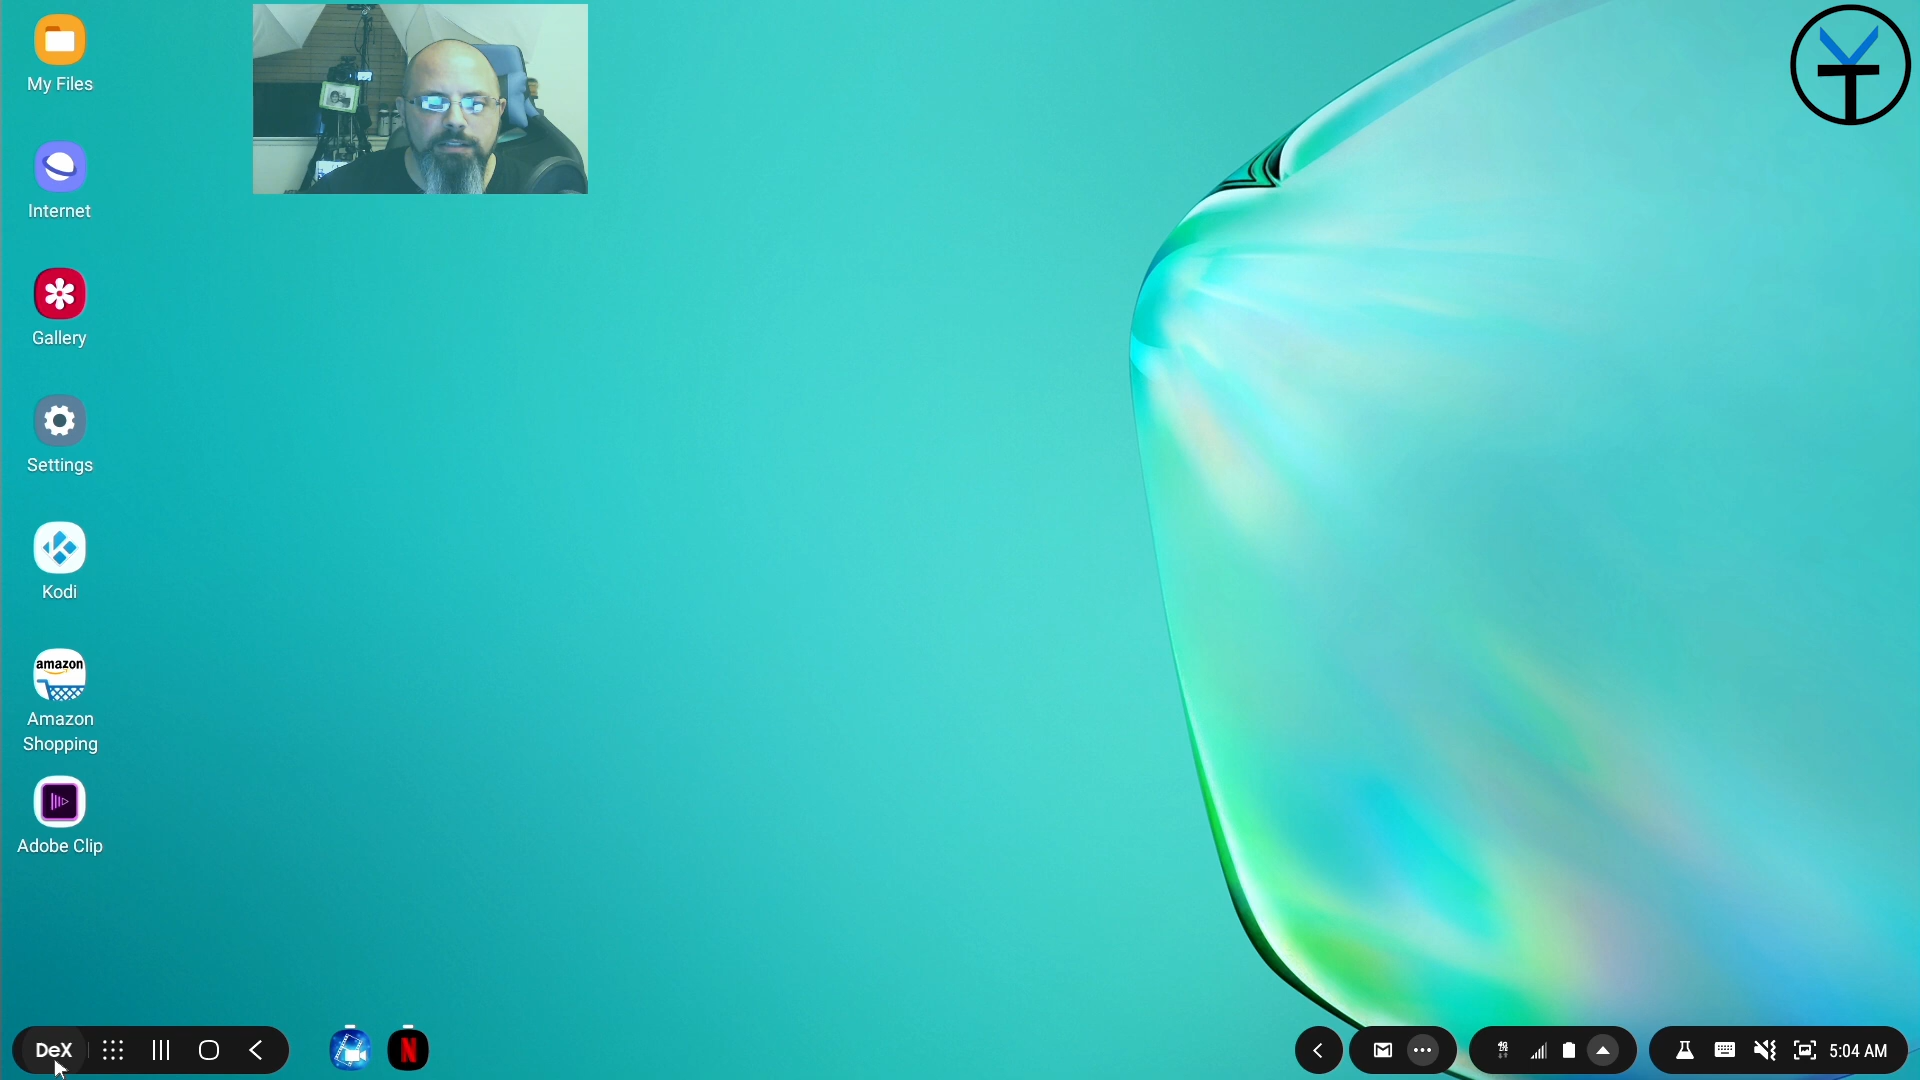 My Files
Internet
Gallery
Settings
Kodi
amazon
Amazon
Shopping
Adobe Clip
DeX
N
5:04 AM